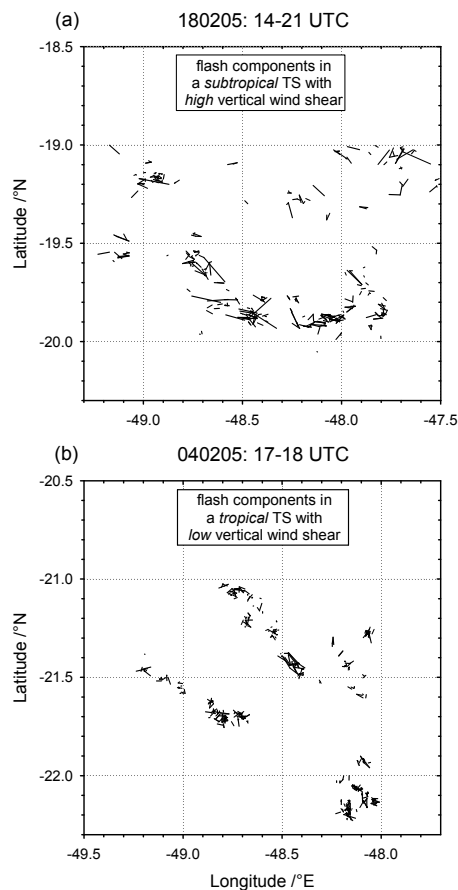 (a) 180205: 14-21 UTC
-18.5
flash components in
a subtropical TS with
high vertical wind shear
-19.0
Latitude /°N
-19.5
-20.0
-49.0 -48.5 -48.0 -47.5
(b) 040205: 17-18 UTC
-20.5
flash components in
a tropical TS with
low vertical wind shear
-21.0
Latitude /°N
-21.5
-22.0
-49.5 -49.0 -48.5 -48.0
Longitude /°E